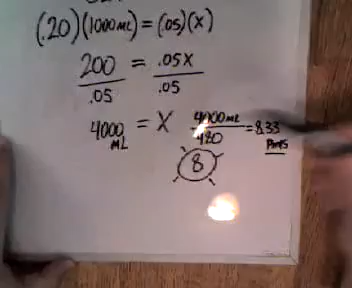 (.20)(1000mL)=(.05)(X)
200 = .05X
.05 .05
4000 mL = X 4000mL
480 = 8.33 Pints
8